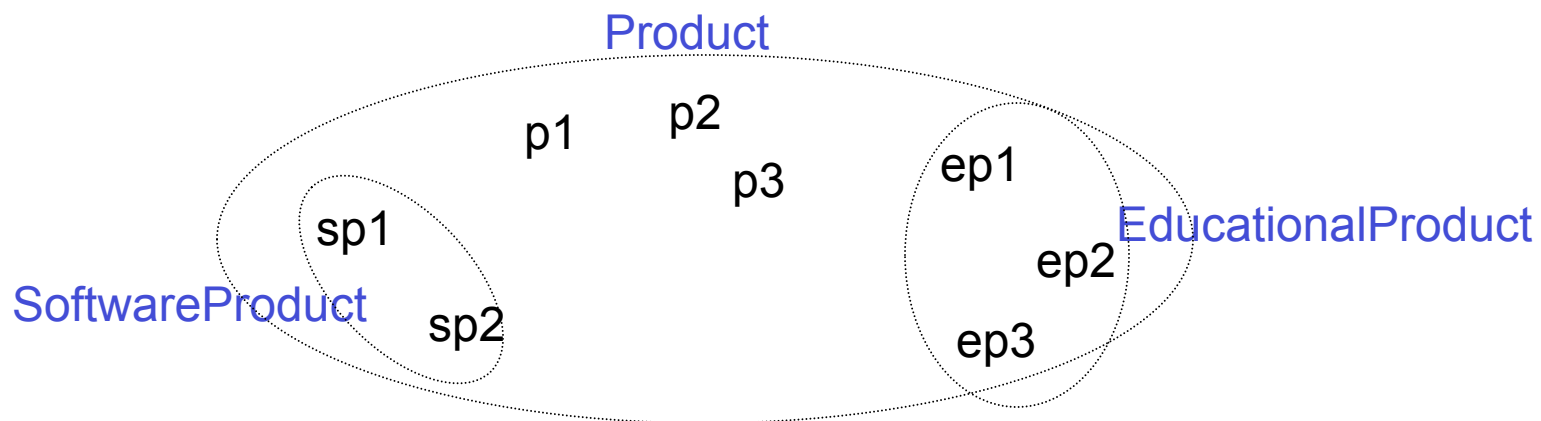 Product
p1
p2
p3
ep1
sp1
EducationalProduct
ep2
SoftwareProduct
sp2
ep3